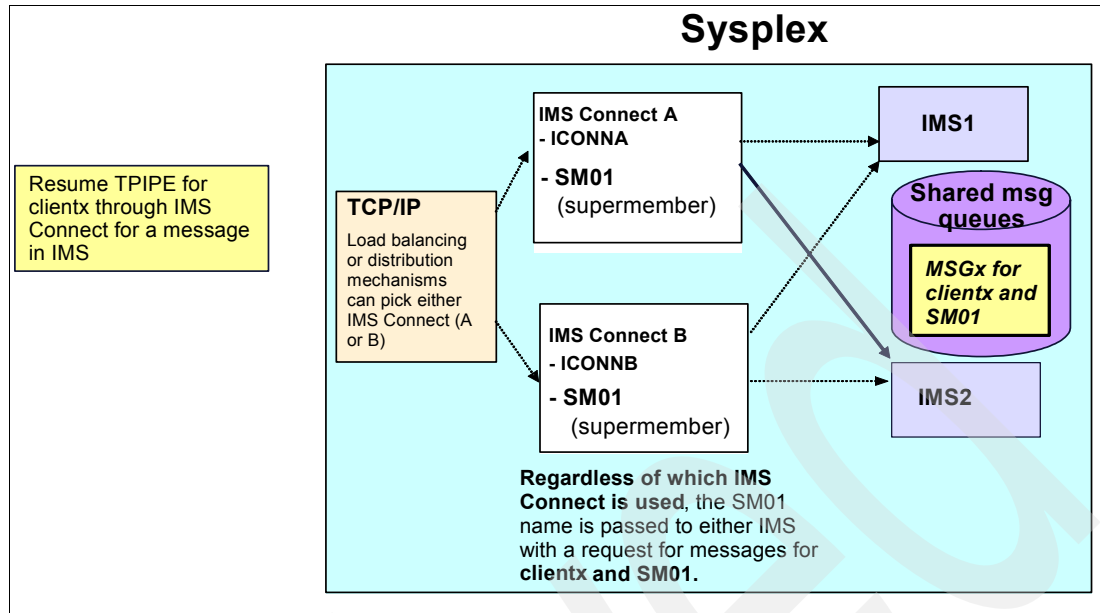 Sysplex
Resume TPIPE for
clientx through IMS
Connect for a message
in IMS
TCP/IP
Load balancing
or distribution
mechanisms
can pick either
IMS Connect (A
or B)
IMS Connect A
- ICONNA
- SM01
(supermember)
IMS Connect B
- ICONNB
- SM01
(supermember)
IMS1
Shared msg
queues
MSGx for
clientx and
SM01
IMS2
Regardless of which IMS
Connect is used, the SM01
name is passed to either IMS
with a request for messages for
clientx and SM01.